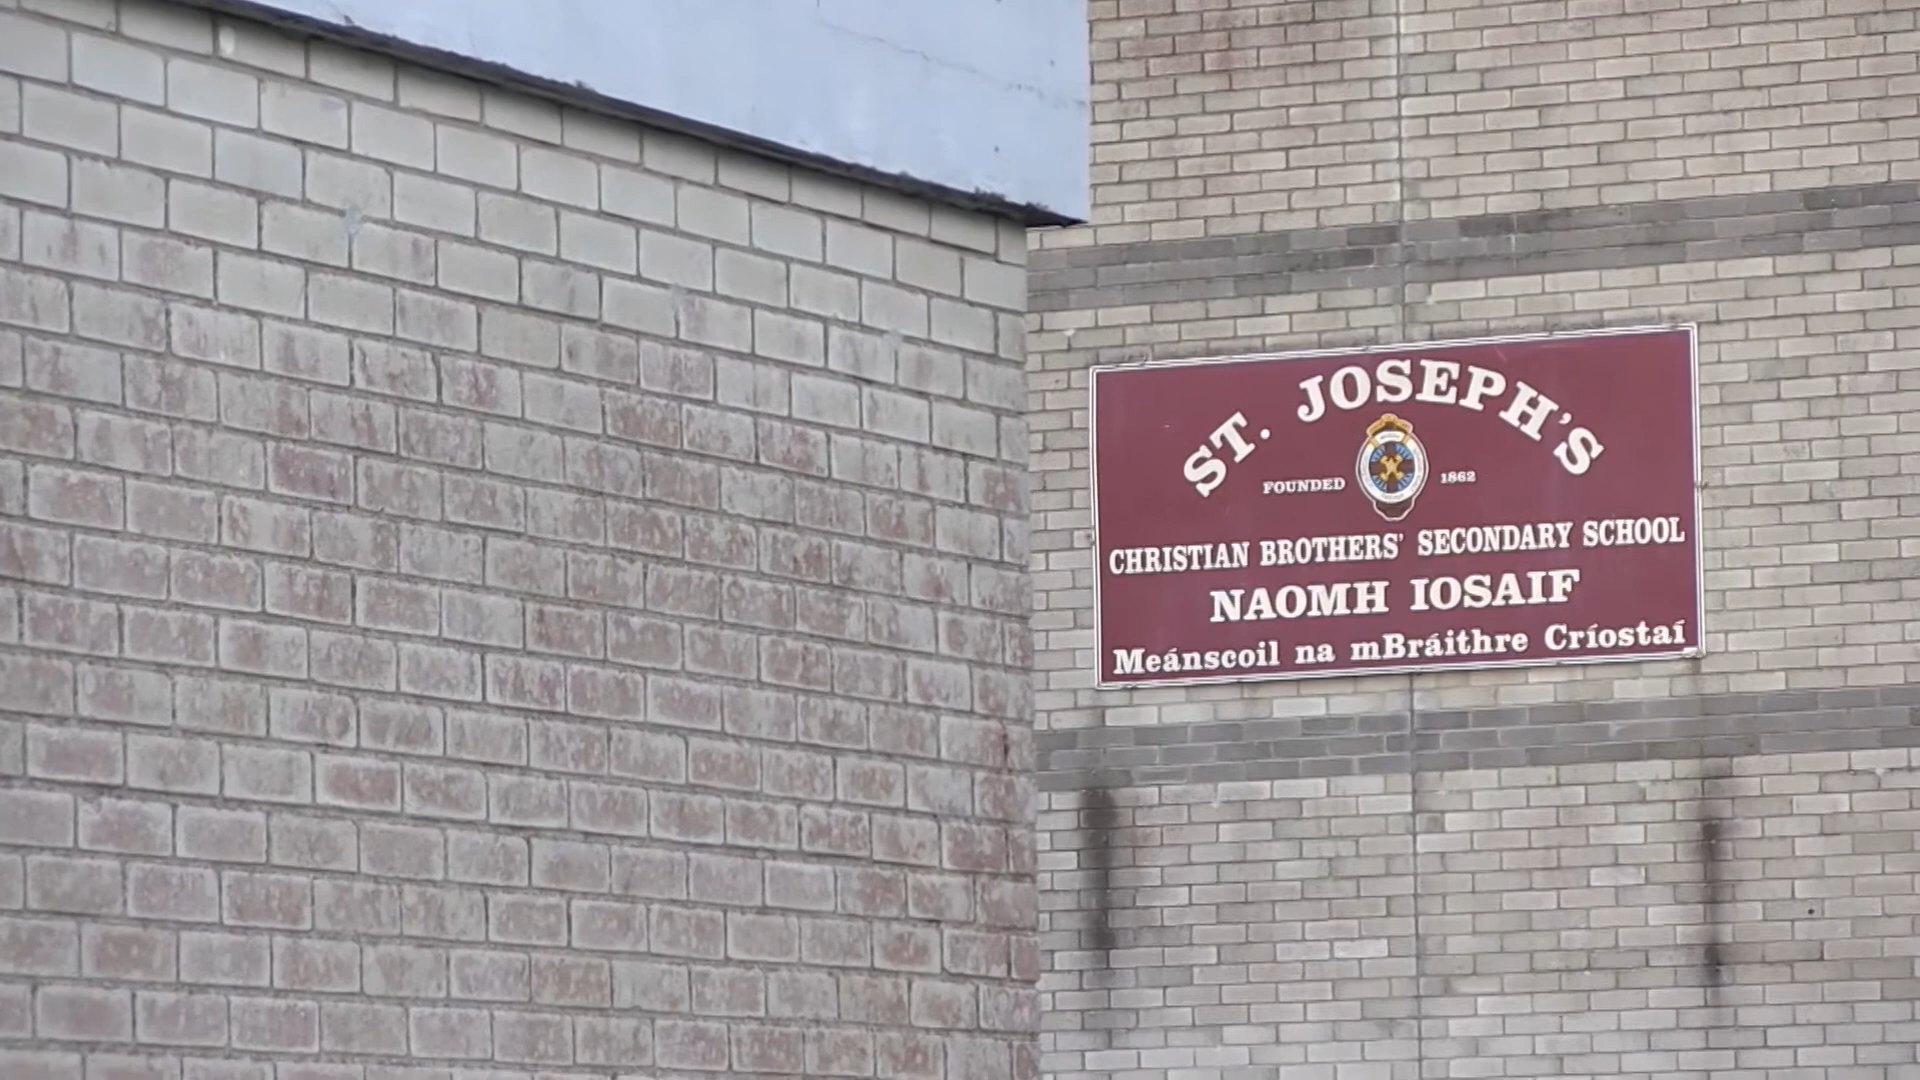 ST. JOSEPH'S
FOUNDED 1862
CHRISTIAN BROTHERS' SECONDARY SCHOOL
NAOMH IOSAIF
Meánscoil na mBráithre Críostaí